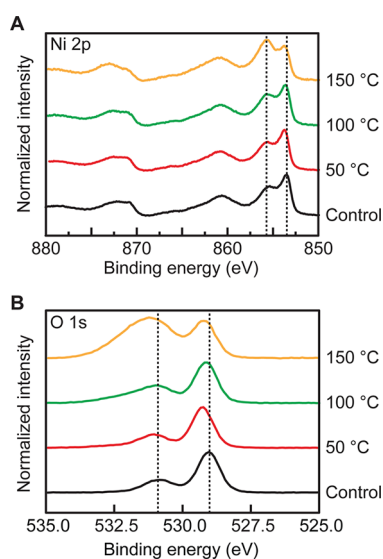 A
Ni 2p
Normalized intensity
150 °C
100 °C
50 °C
Control
880 870 860 850
Binding energy (eV)
B
O 1s
Normalized intensity
150 °C
100 °C
50 °C
Control
535.0 532.5 530.0 527.5 525.0
Binding energy (eV)